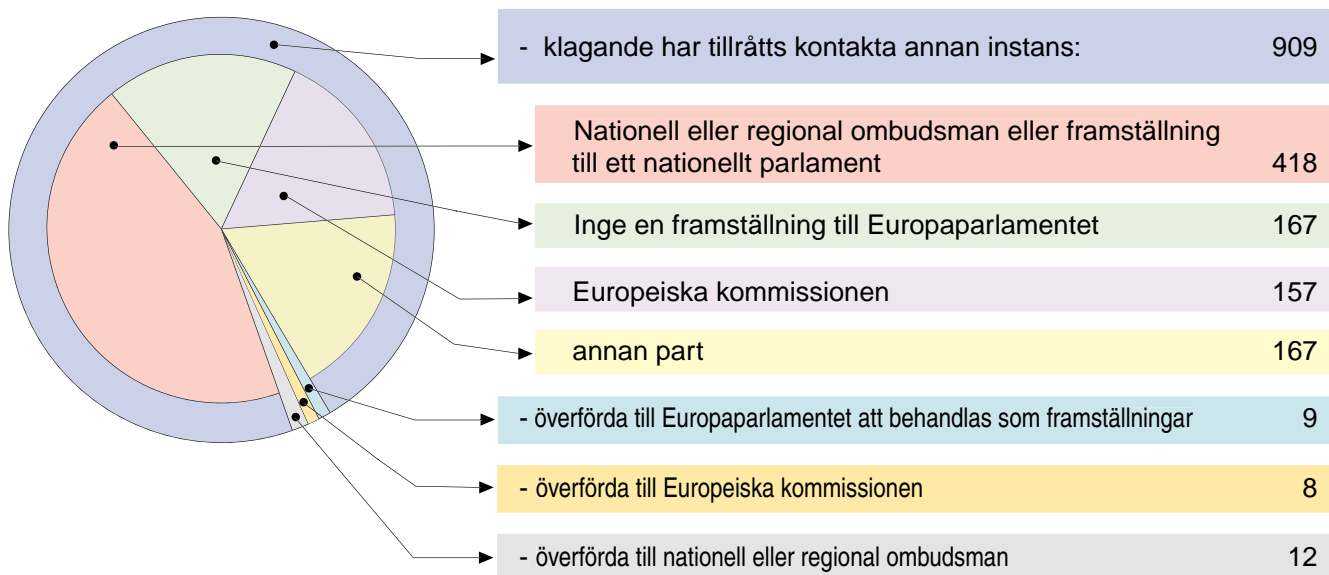 - klagande har tillråtts kontakta annan instans: 909
Nationell eller regional ombudsman eller framställning
till ett nationellt parlament 418
Inge en framställning till Europaparlamentet 167
Europeiska kommissionen 157
annan part 167
- överförda till Europaparlamentet att behandlas som framställningar 9
- överförda till Europeiska kommissionen 8
- överförda till nationell eller regional ombudsman 12